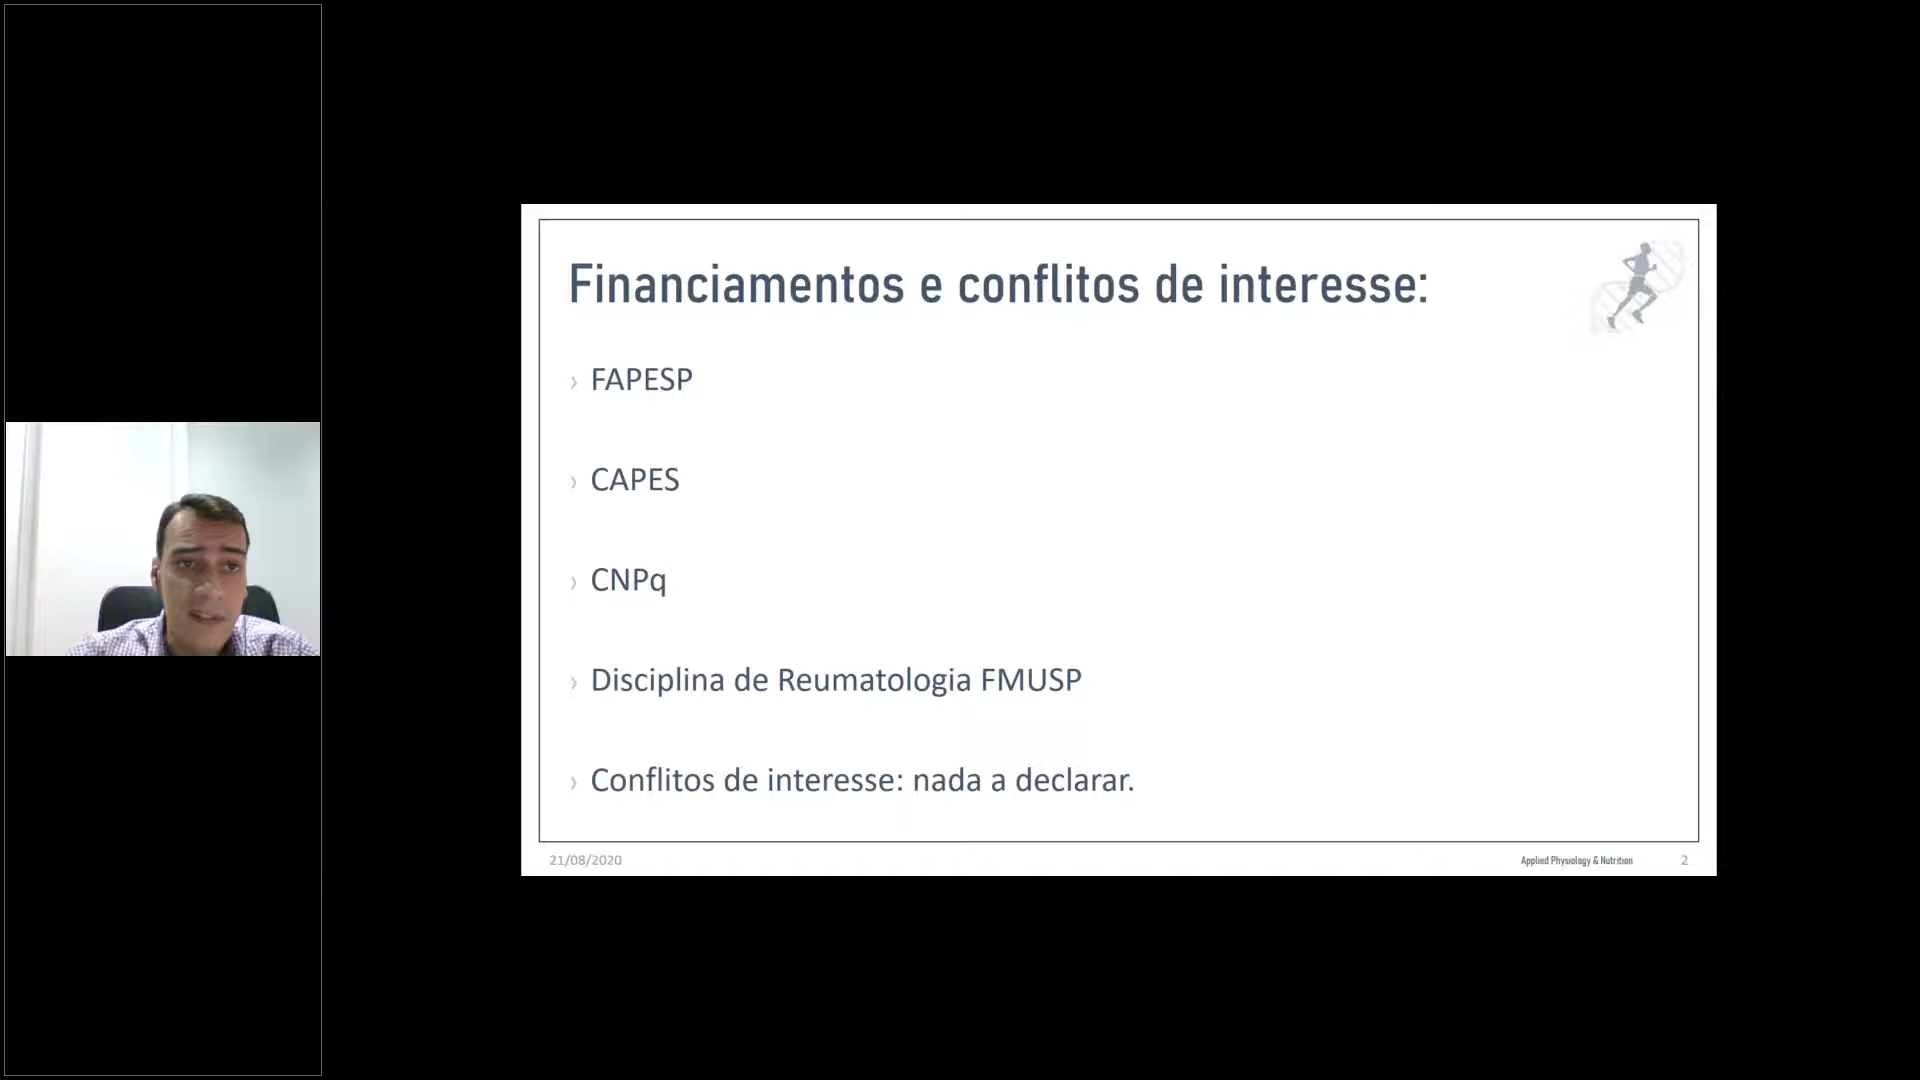 Financiamentos e conflitos de interesse:
› FAPESP
› CAPES
› CNPq
› Disciplina de Reumatologia FMUSP
› Conflitos de interesse: nada a declarar.
21/08/2020
Applied Physiology & Nutrition
2